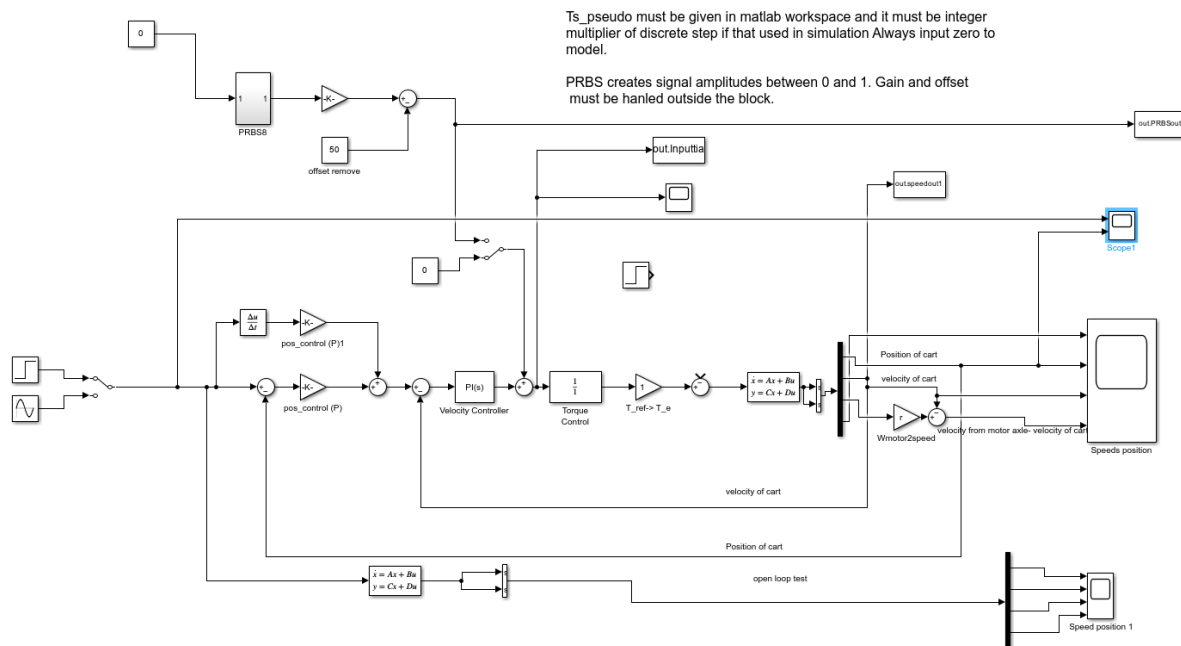 Ts_pseudo must be given in matlab workspace and it must be integer
multiplier of discrete step if that used in simulation Always input zero to
model.
PRBS creates signal amplitudes between 0 and 1. Gain and offset
must be hanled outside the block.
0
1 1
PRBS8
-K-
50
offset remove
out.PRBSout
out.Inputtia
out.speedout1
Scope1
0
Δu
Δt
-K-
pos_control (P)1
-K-
pos_control (P)
PI(s)
Velocity Controller
1
1
Torque
Control
1
T_ref-> T_e
ẋ = Ax + Bu
y = Cx + Du
Position of cart
velocity of cart
r
Wmotor2speed
velocity from motor axle- velocity of cart
Speeds position
velocity of cart
Position of cart
ẋ = Ax + Bu
y = Cx + Du
open loop test
Speed position 1